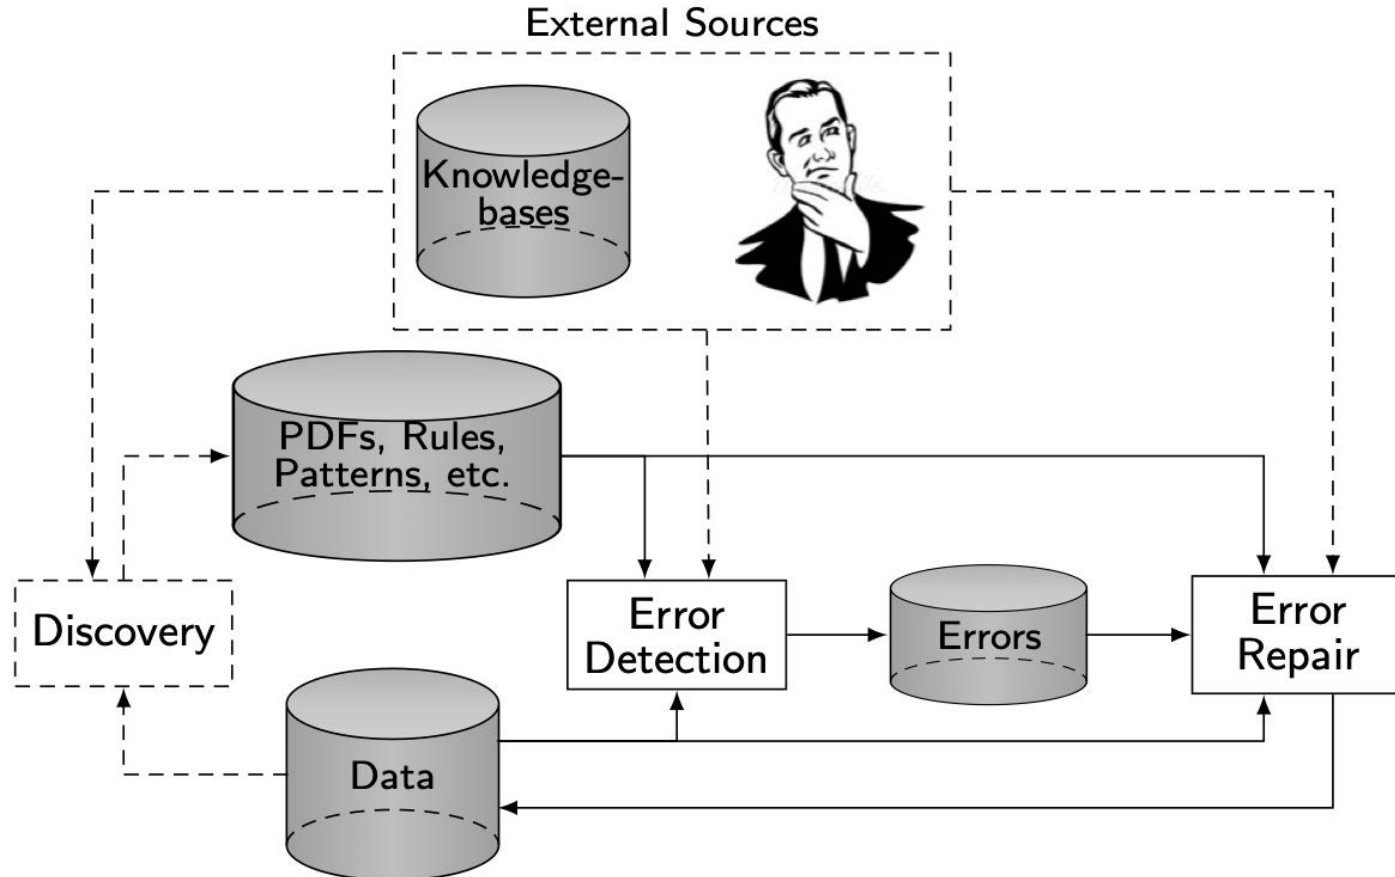 External Sources
Knowledge-
bases
PDFs, Rules,
Patterns, etc.
Discovery
Error
Detection
Errors
Error
Repair
Data